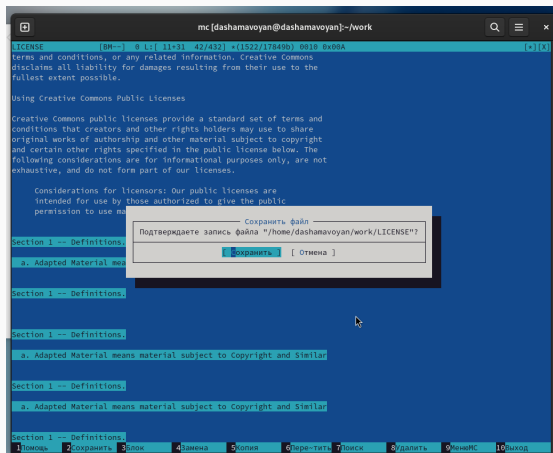 mc [dashamavoyan@dashamavoyan]:~/work
LICENSE [BM--] 0 L:[ 11+31 42/432] *(1522/17849b) 0010 0x00A [*][X]
terms and conditions, or any related information. Creative Commons
disclaims all liability for damages resulting from their use to the
fullest extent possible.
Using Creative Commons Public Licenses
Creative Commons public licenses provide a standard set of terms and
conditions that creators and other rights holders may use to share
original works of authorship and other material subject to copyright
and certain other rights specified in the public license below. The
following considerations are for informational purposes only, are not
exhaustive, and do not form part of our licenses.
Considerations for licensors: Our public licenses are
intended for use by those authorized to give the public
permission to use ma
Сохранить файл
Подтверждаете запись файла "/home/dashamavoyan/work/LICENSE"?
[ Сохранить ] [ Отмена ]
Section 1 -- Definitions.
a. Adapted Material mea
Section 1 -- Definitions.
Section 1 -- Definitions.
a. Adapted Material means material subject to Copyright and Similar
Section 1 -- Definitions.
a. Adapted Material means material subject to Copyright and Similar
Section 1 -- Definitions.
1Помощь 2Сохранить 3Блок 4Замена 5Копия 6Пере~тить 7Поиск 8Удалить 9МенюMC 10Выход